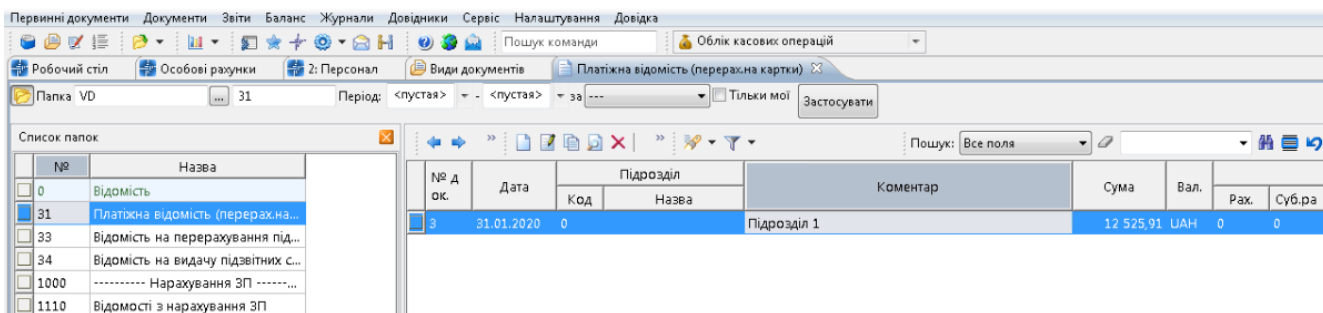 Первинні документи Документи Звіти Баланс Журнали Довідники Сервіс Налаштування Довідка
Пошук команди Облік касових операцій
Робочий стіл Особові рахунки 2: Персонал Види документів Платіжна відомість (перерах.на картки)
Папка VD ... 31 Період: <пустая> - <пустая> за --- Тільки мої Застосувати
Список папок
Пошук: Все поля
№ Назва
№ док. Дата Підрозділ Коментар Сума Вал.
Код Назва Рах. Суб.ра
0 Відомість
31 Платіжна відомість (перерах.на...
3 31.01.2020 0 Підрозділ 1 12 525,91 UAH 0 0
33 Відомість на перерахування під...
34 Відомість на видачу підзвітних с...
1000 ---------- Нарахування ЗП ------...
1110 Відомості з нарахування ЗП